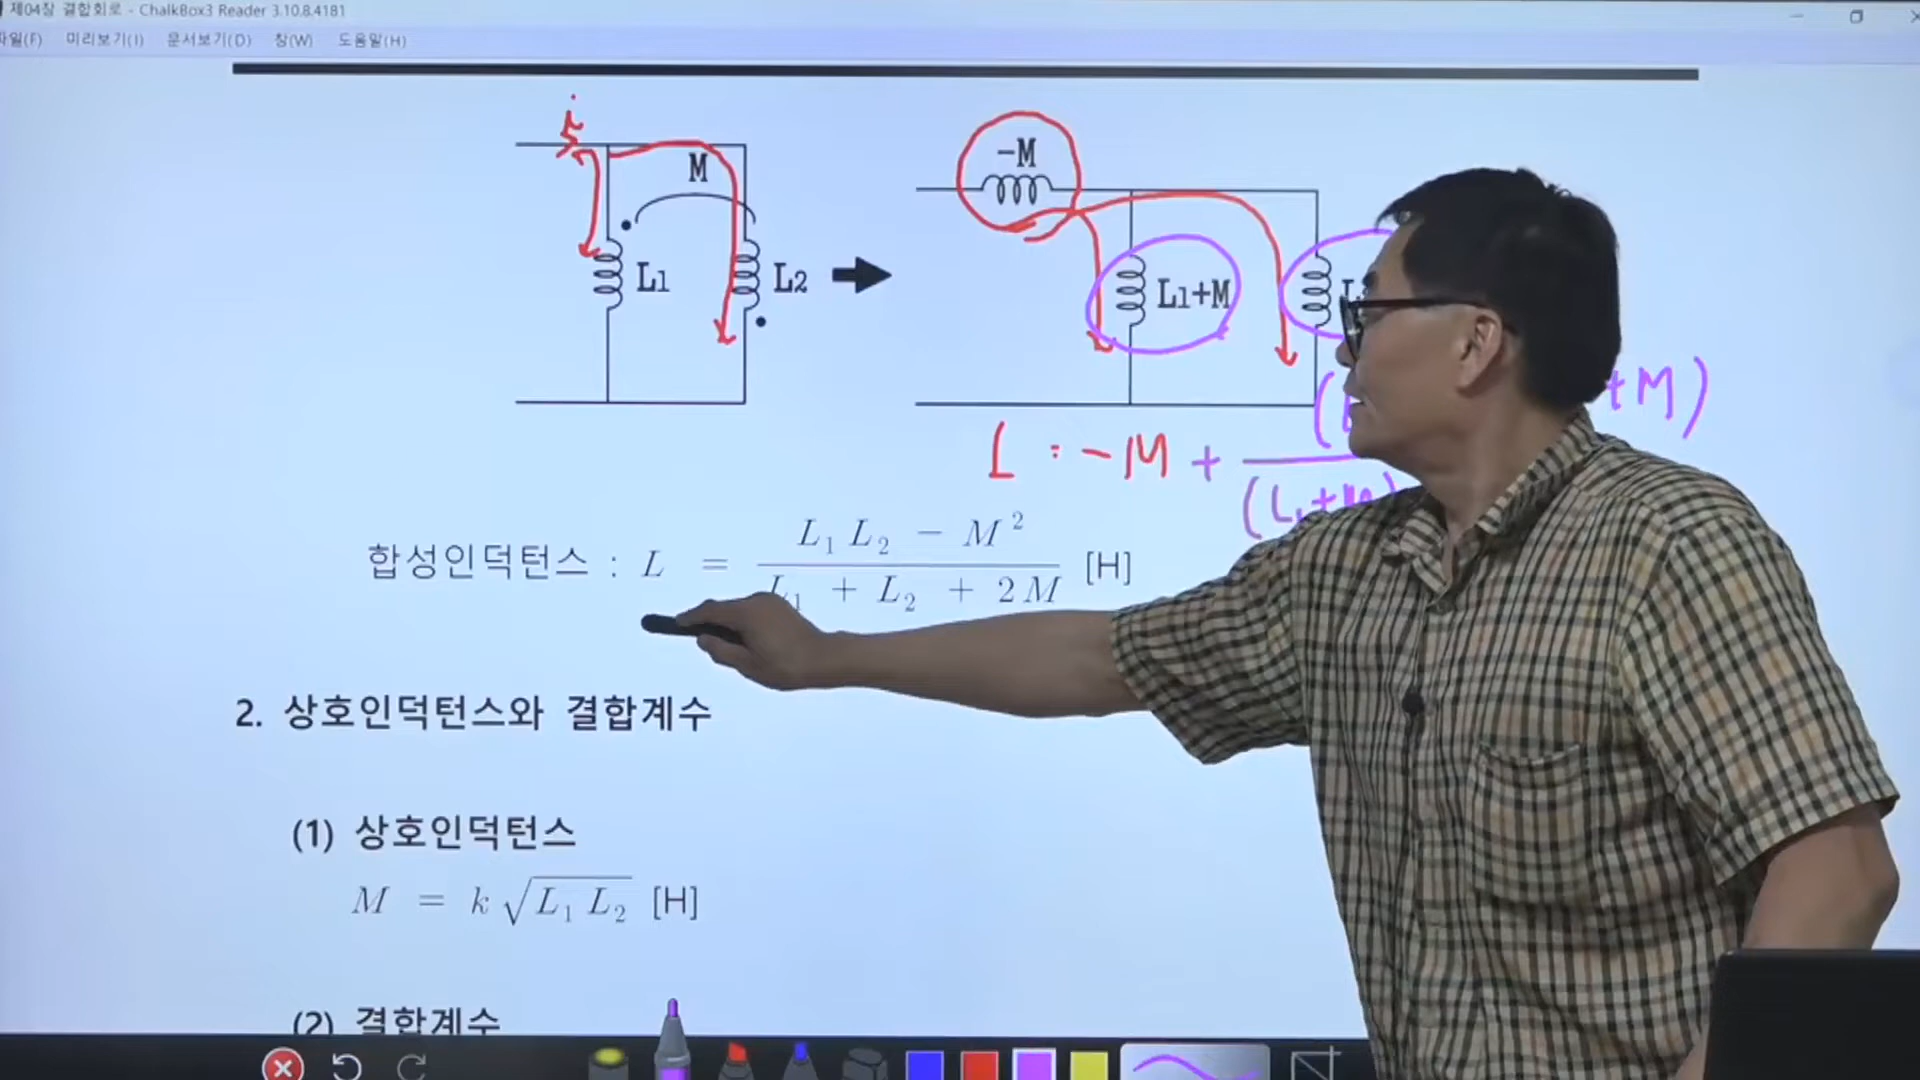 제04장 결합회로 - ChalkBox3 Reader 3.10.8.4181
파일(F) 미리보기(I) 문서보기(D) 창(W) 도움말(H)
i
M
-M
L1
L2
L1+M
+M)
L : -M +
(L1+M)
합성인덕턴스 : L = (L₁ L₂ - M²) / (L₁ + L₂ + 2M) [H]
2. 상호인덕턴스와 결합계수
(1) 상호인덕턴스
M = k √(L₁ L₂) [H]
(2) 결합계수